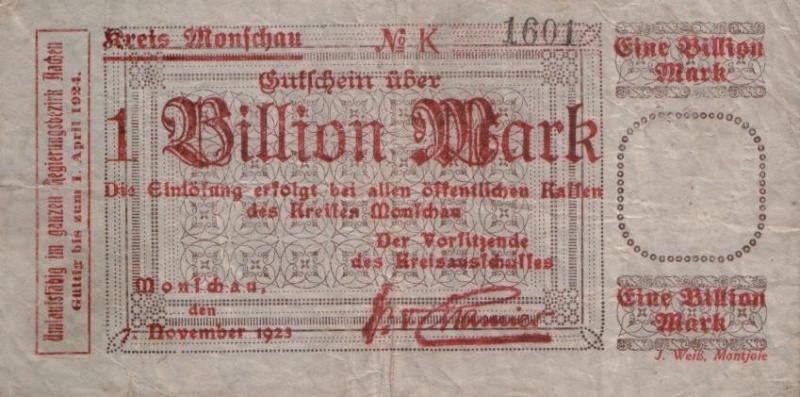 Kreis Monschau
No K 1601
Gutschein über
1 Billion Mark
Die Einlösung erfolgt bei allen öffentlichen Kassen
des Kreises Monschau
Der Vorsitzende
des Kreisausschusses
Monschau,
den
7. November 1923
Eine Billion
Mark
Eine Billion
Mark
J. Weiß, Montjoie
Umlaufsfähig im ganzen Regierungsbezirk Aachen
Gültig bis zum 1. April 1924.